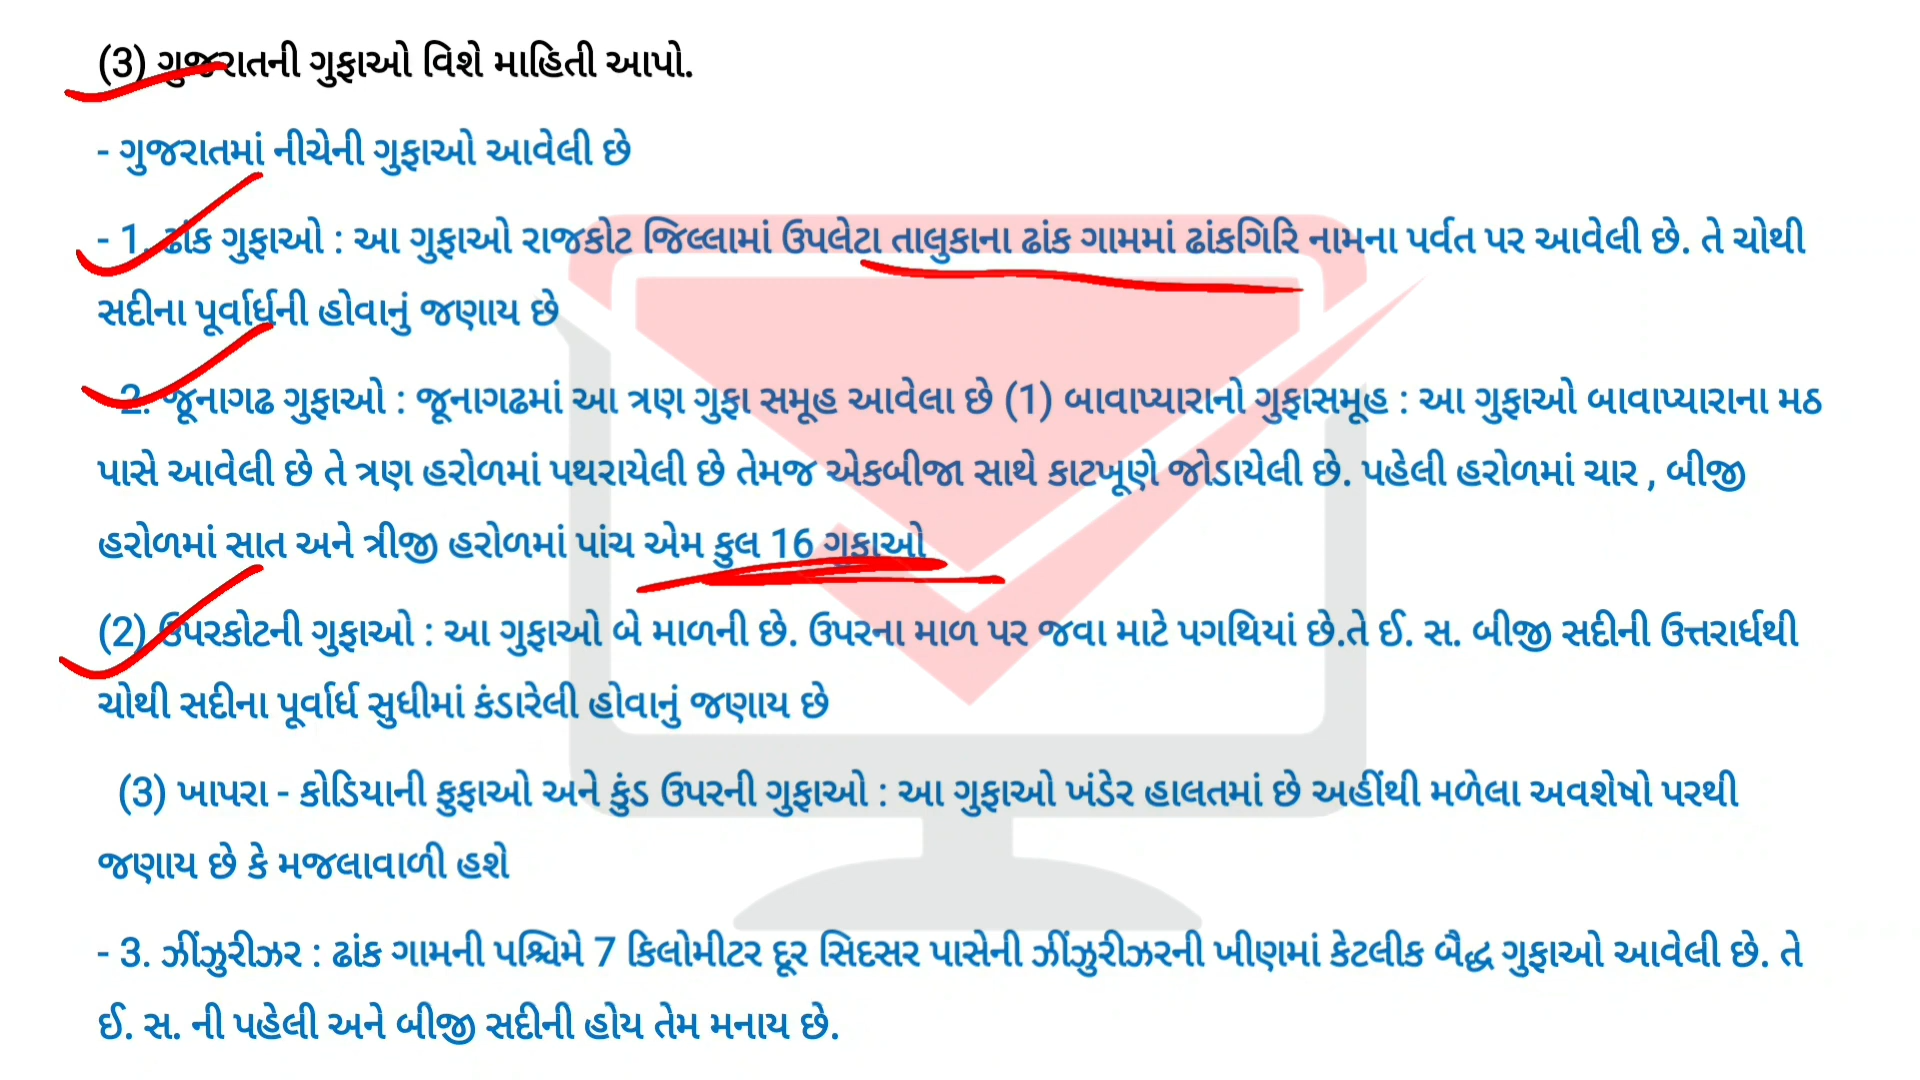 (3) ગુજરાતની ગુફાઓ વિશે માહિતી આપો.
- ગુજરાતમાં નીચેની ગુફાઓ આવેલી છે
- 1. ઢાંક ગુફાઓ : આ ગુફાઓ રાજકોટ જિલ્લામાં ઉપલેટા તાલુકાના ઢાંક ગામમાં ઢાંકગિરિ નામના પર્વત પર આવેલી છે. તે ચોથી
સદીના પૂર્વાર્ધની હોવાનું જણાય છે
- 2. જૂનાગઢ ગુફાઓ : જૂનાગઢમાં આ ત્રણ ગુફા સમૂહ આવેલા છે (1) બાવાપ્યારાનો ગુફાસમૂહ : આ ગુફાઓ બાવાપ્યારાના મઠ
પાસે આવેલી છે તે ત્રણ હરોળમાં પથરાયેલી છે તેમજ એકબીજા સાથે કાટખૂણે જોડાયેલી છે. પહેલી હરોળમાં ચાર , બીજી
હરોળમાં સાત અને ત્રીજી હરોળમાં પાંચ એમ કુલ 16 ગુફાઓ
(2) ઉપરકોટની ગુફાઓ : આ ગુફાઓ બે માળની છે. ઉપરના માળ પર જવા માટે પગથિયાં છે.તે ઈ. સ. બીજી સદીની ઉત્તરાર્ધથી
ચોથી સદીના પૂર્વાર્ધ સુધીમાં કંડારેલી હોવાનું જણાય છે
(3) ખાપરા - કોડિયાની કુફાઓ અને કુંડ ઉપરની ગુફાઓ : આ ગુફાઓ ખંડેર હાલતમાં છે અહીંથી મળેલા અવશેષો પરથી
જણાય છે કે મજલાવાળી હશે
- 3. ઝીંઝુરીઝર : ઢાંક ગામની પશ્ચિમે 7 કિલોમીટર દૂર સિદસર પાસેની ઝીંઝુરીઝરની ખીણમાં કેટલીક બૈદ્ધ ગુફાઓ આવેલી છે. તે
ઈ. સ. ની પહેલી અને બીજી સદીની હોય તેમ મનાય છે.